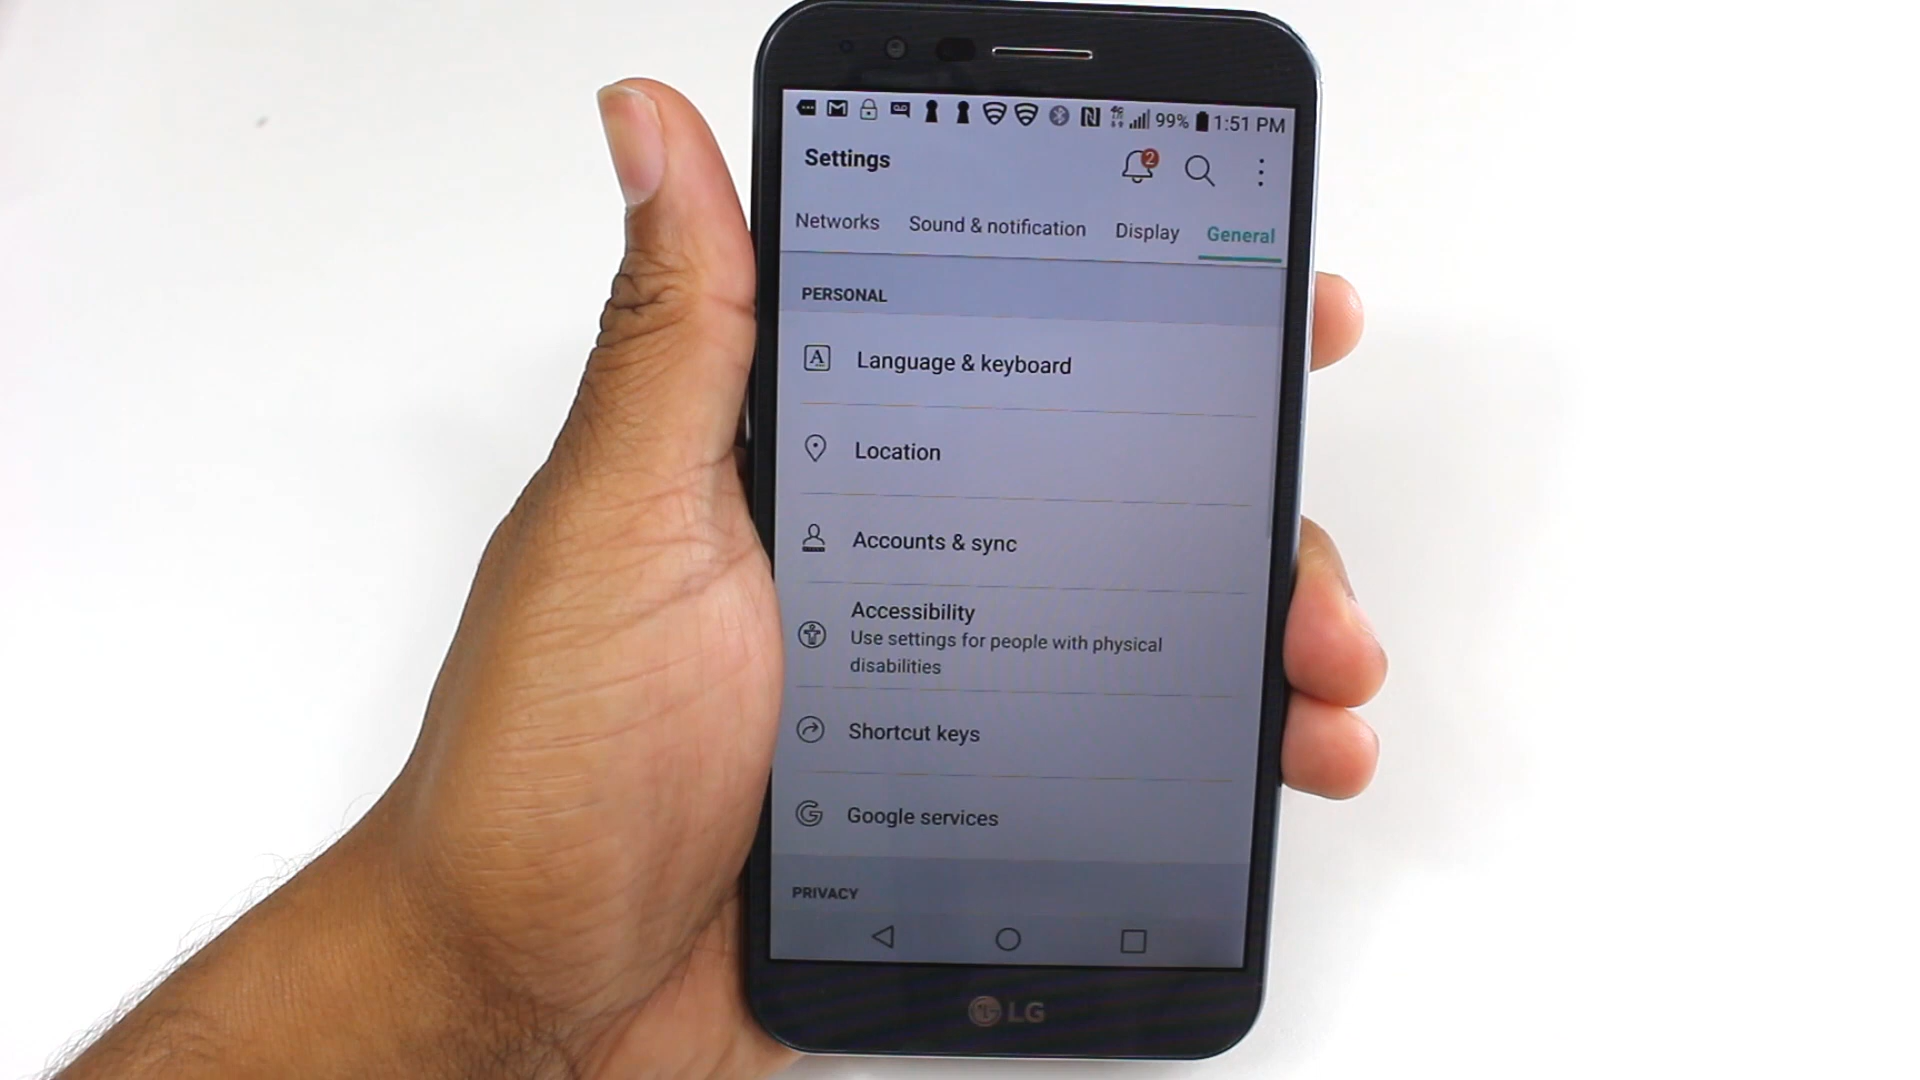 99% 1:51 PM
Settings
2
Networks Sound & notification Display General
PERSONAL
A Language & keyboard
Location
Accounts & sync
Accessibility
Use settings for people with physical
disabilities
Shortcut keys
G Google services
PRIVACY
LG